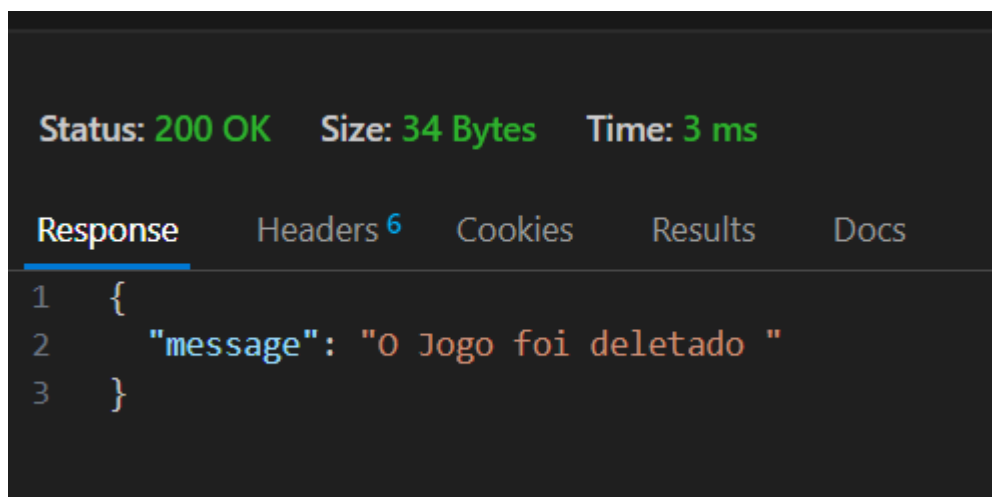 Status: 200 OK Size: 34 Bytes Time: 3 ms
Response Headers 6 Cookies Results Docs
1 {
2 "message": "O Jogo foi deletado "
3 }